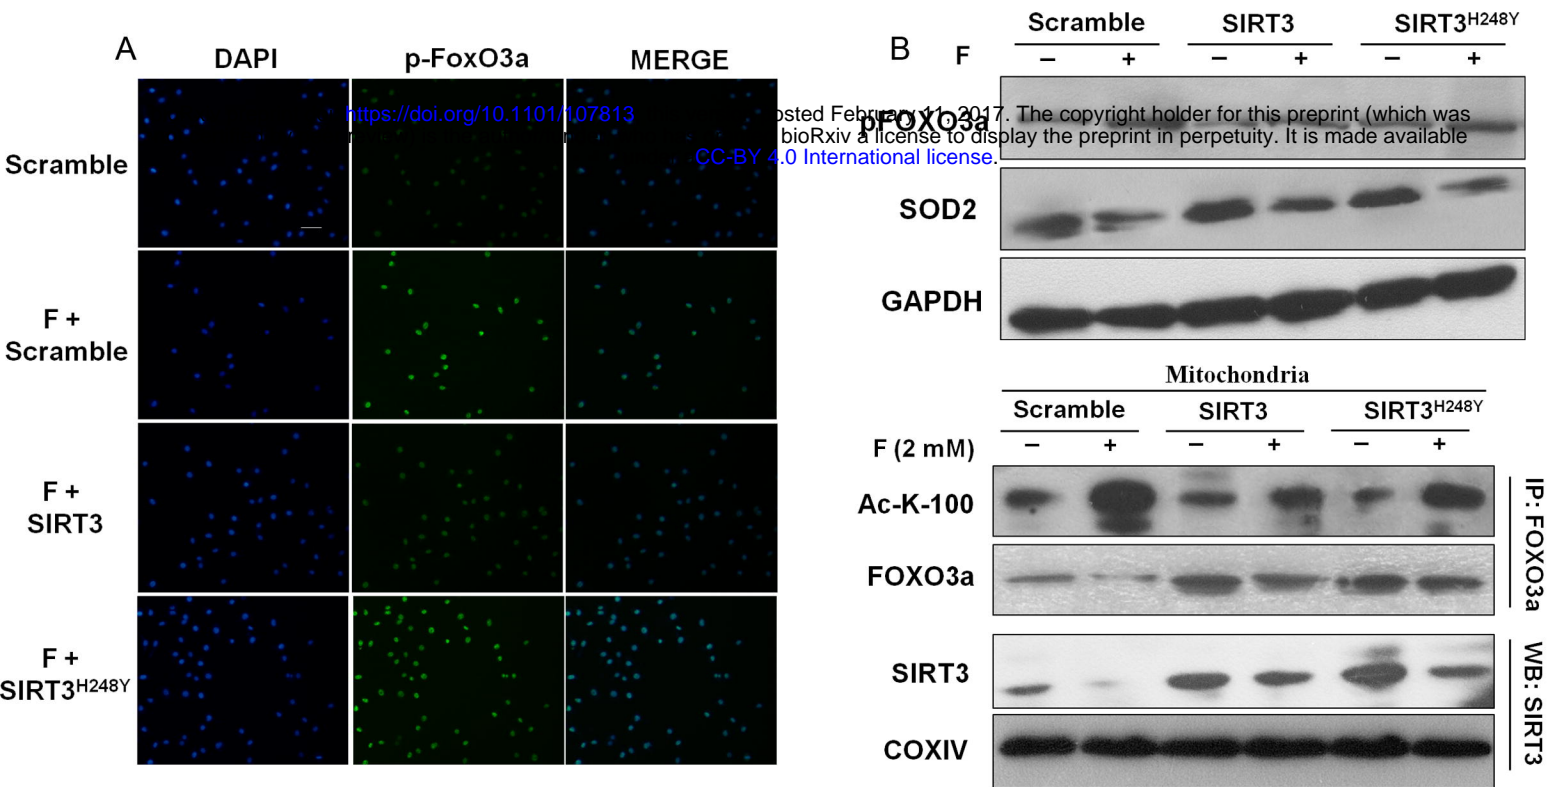 A
DAPI
p-FoxO3a
MERGE
Scramble
F +
Scramble
F +
SIRT3
F +
SIRT3H248Y
https://doi.org/10.1101/107813
osted February 11, 2017. The copyright holder for this preprint (which was
bioRxiv a license to display the preprint in perpetuity. It is made available
CC-BY 4.0 International license.
B
Scramble SIRT3 SIRT3H248Y
F – + – + – +
pFOXO3a
SOD2
GAPDH
Mitochondria
Scramble SIRT3 SIRT3H248Y
F (2 mM) – + – + – +
Ac-K-100
FOXO3a
IP: FOXO3a
SIRT3
COXIV
WB: SIRT3